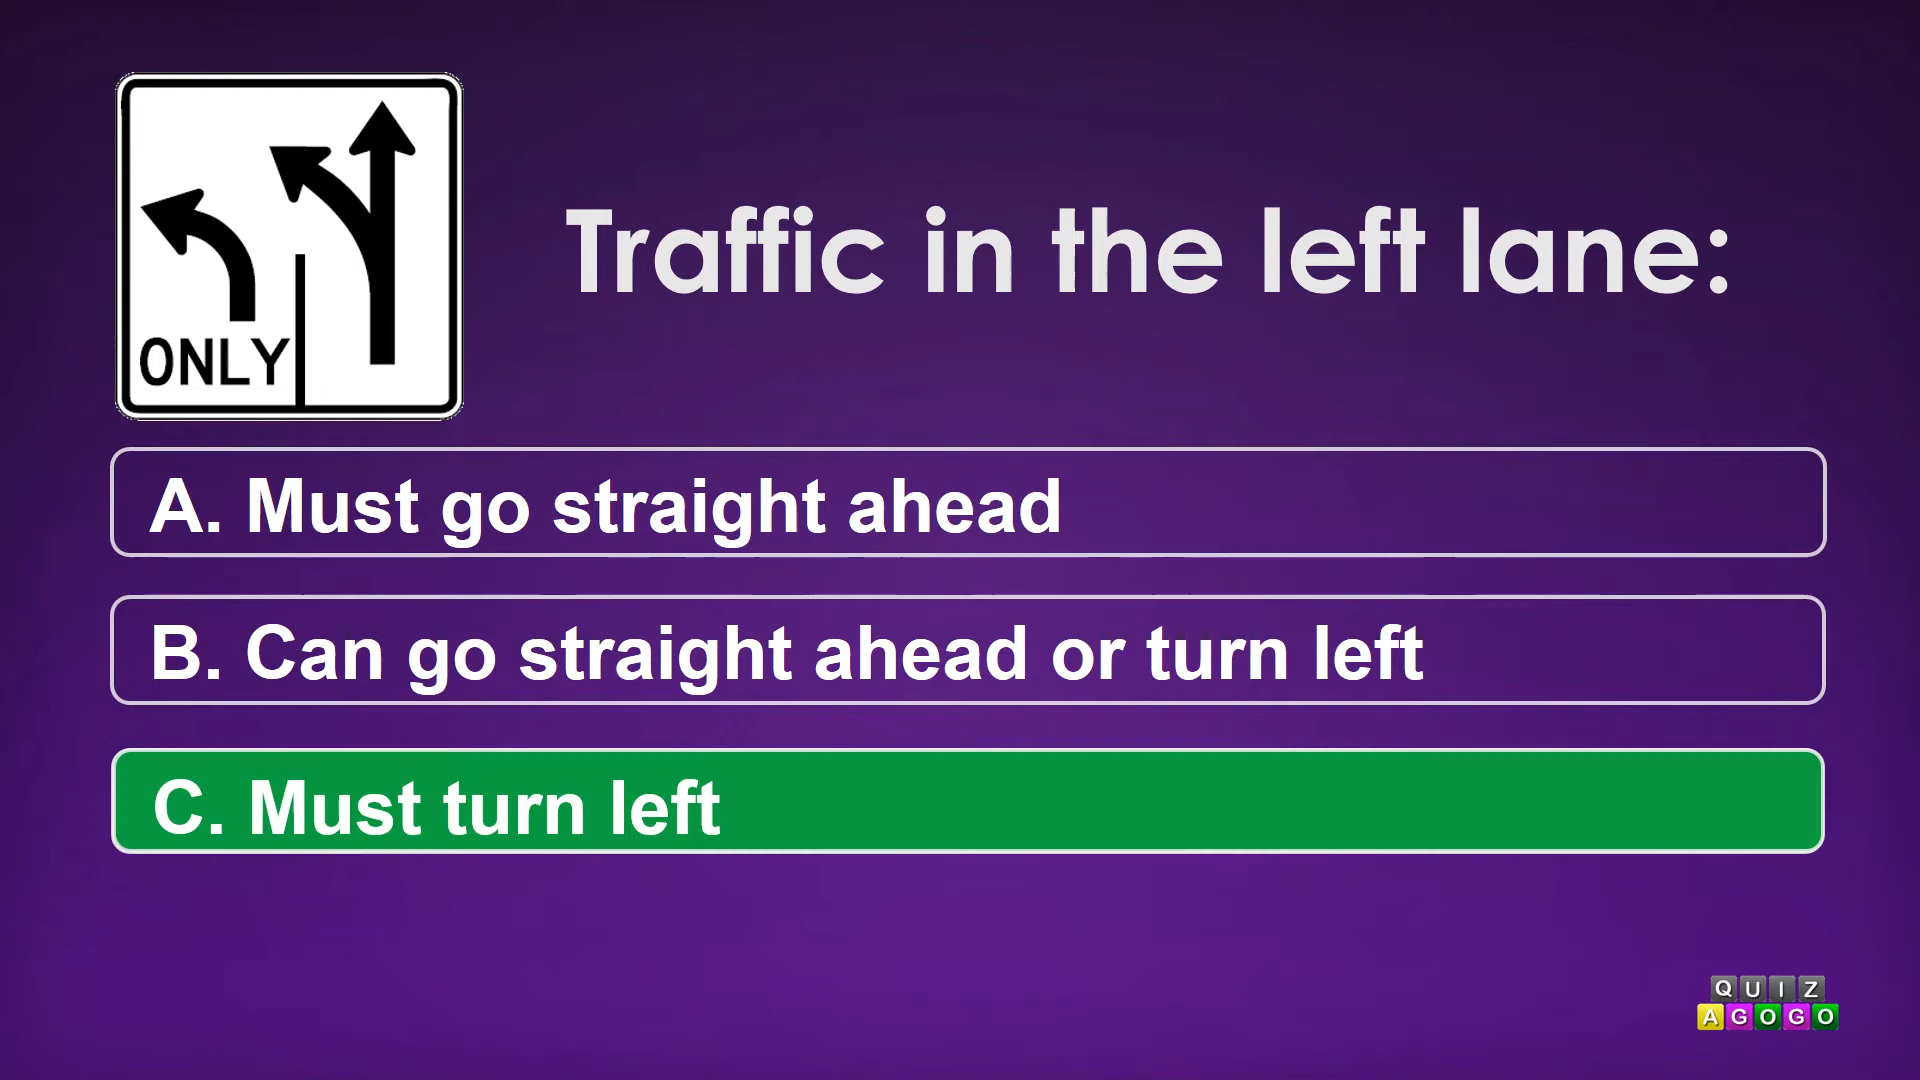 ONLY
Traffic in the left lane:
A. Must go straight ahead
B. Can go straight ahead or turn left
C. Must turn left
QUIZ
AGOGO